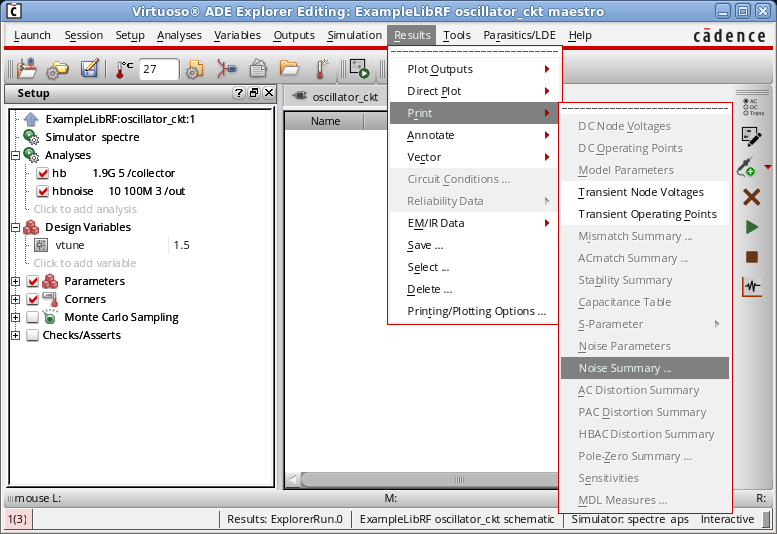 Virtuoso® ADE Explorer Editing: ExampleLibRF oscillator_ckt maestro
Launch Session Setup Analyses Variables Outputs Simulation Results Tools Parasitics/LDE Help cādence
°C 27
Setup
ExampleLibRF:oscillator_ckt:1
Simulator spectre
Analyses
hb 1.9G 5 /collector
hbnoise 10 100M 3 /out
Click to add analysis
Design Variables
vtune 1.5
Click to add variable
Parameters
Corners
Monte Carlo Sampling
Checks/Asserts
oscillator_ckt
Name
Plot Outputs
Direct Plot
Print
Annotate
Vector
Circuit Conditions ...
Reliability Data
EM/IR Data
Save ...
Select ...
Delete ...
Printing/Plotting Options ...
DC Node Voltages
DC Operating Points
Model Parameters
Transient Node Voltages
Transient Operating Points
Mismatch Summary ...
ACmatch Summary ...
Stability Summary
Capacitance Table
S-Parameter
Noise Parameters
Noise Summary ...
AC Distortion Summary
PAC Distortion Summary
HBAC Distortion Summary
Pole-Zero Summary ...
Sensitivities
MDL Measures ...
AC
DC
Trans
mouse L: M: R:
1(3) Results: ExplorerRun.0 ExampleLibRF oscillator_ckt schematic Simulator: spectre aps Interactive